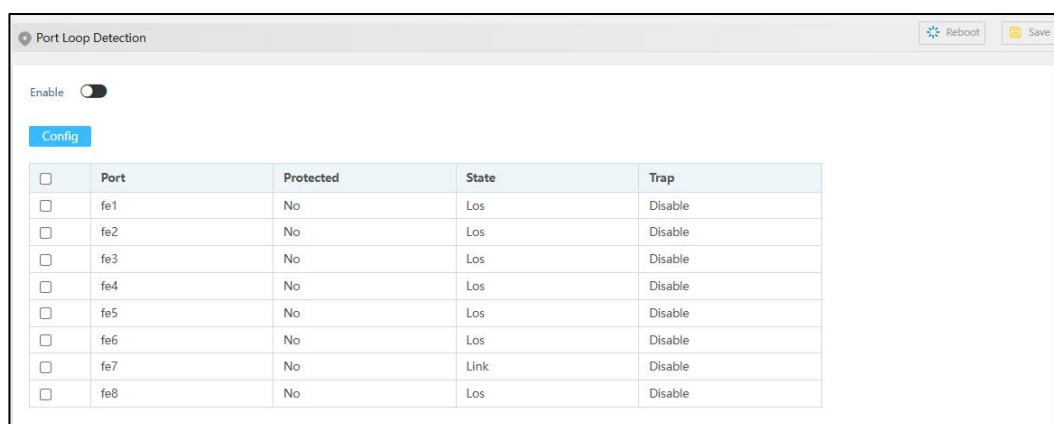 Port Loop Detection Reboot Save
Enable
Config
Port Protected State Trap
fe1 No Los Disable
fe2 No Los Disable
fe3 No Los Disable
fe4 No Los Disable
fe5 No Los Disable
fe6 No Los Disable
fe7 No Link Disable
fe8 No Los Disable